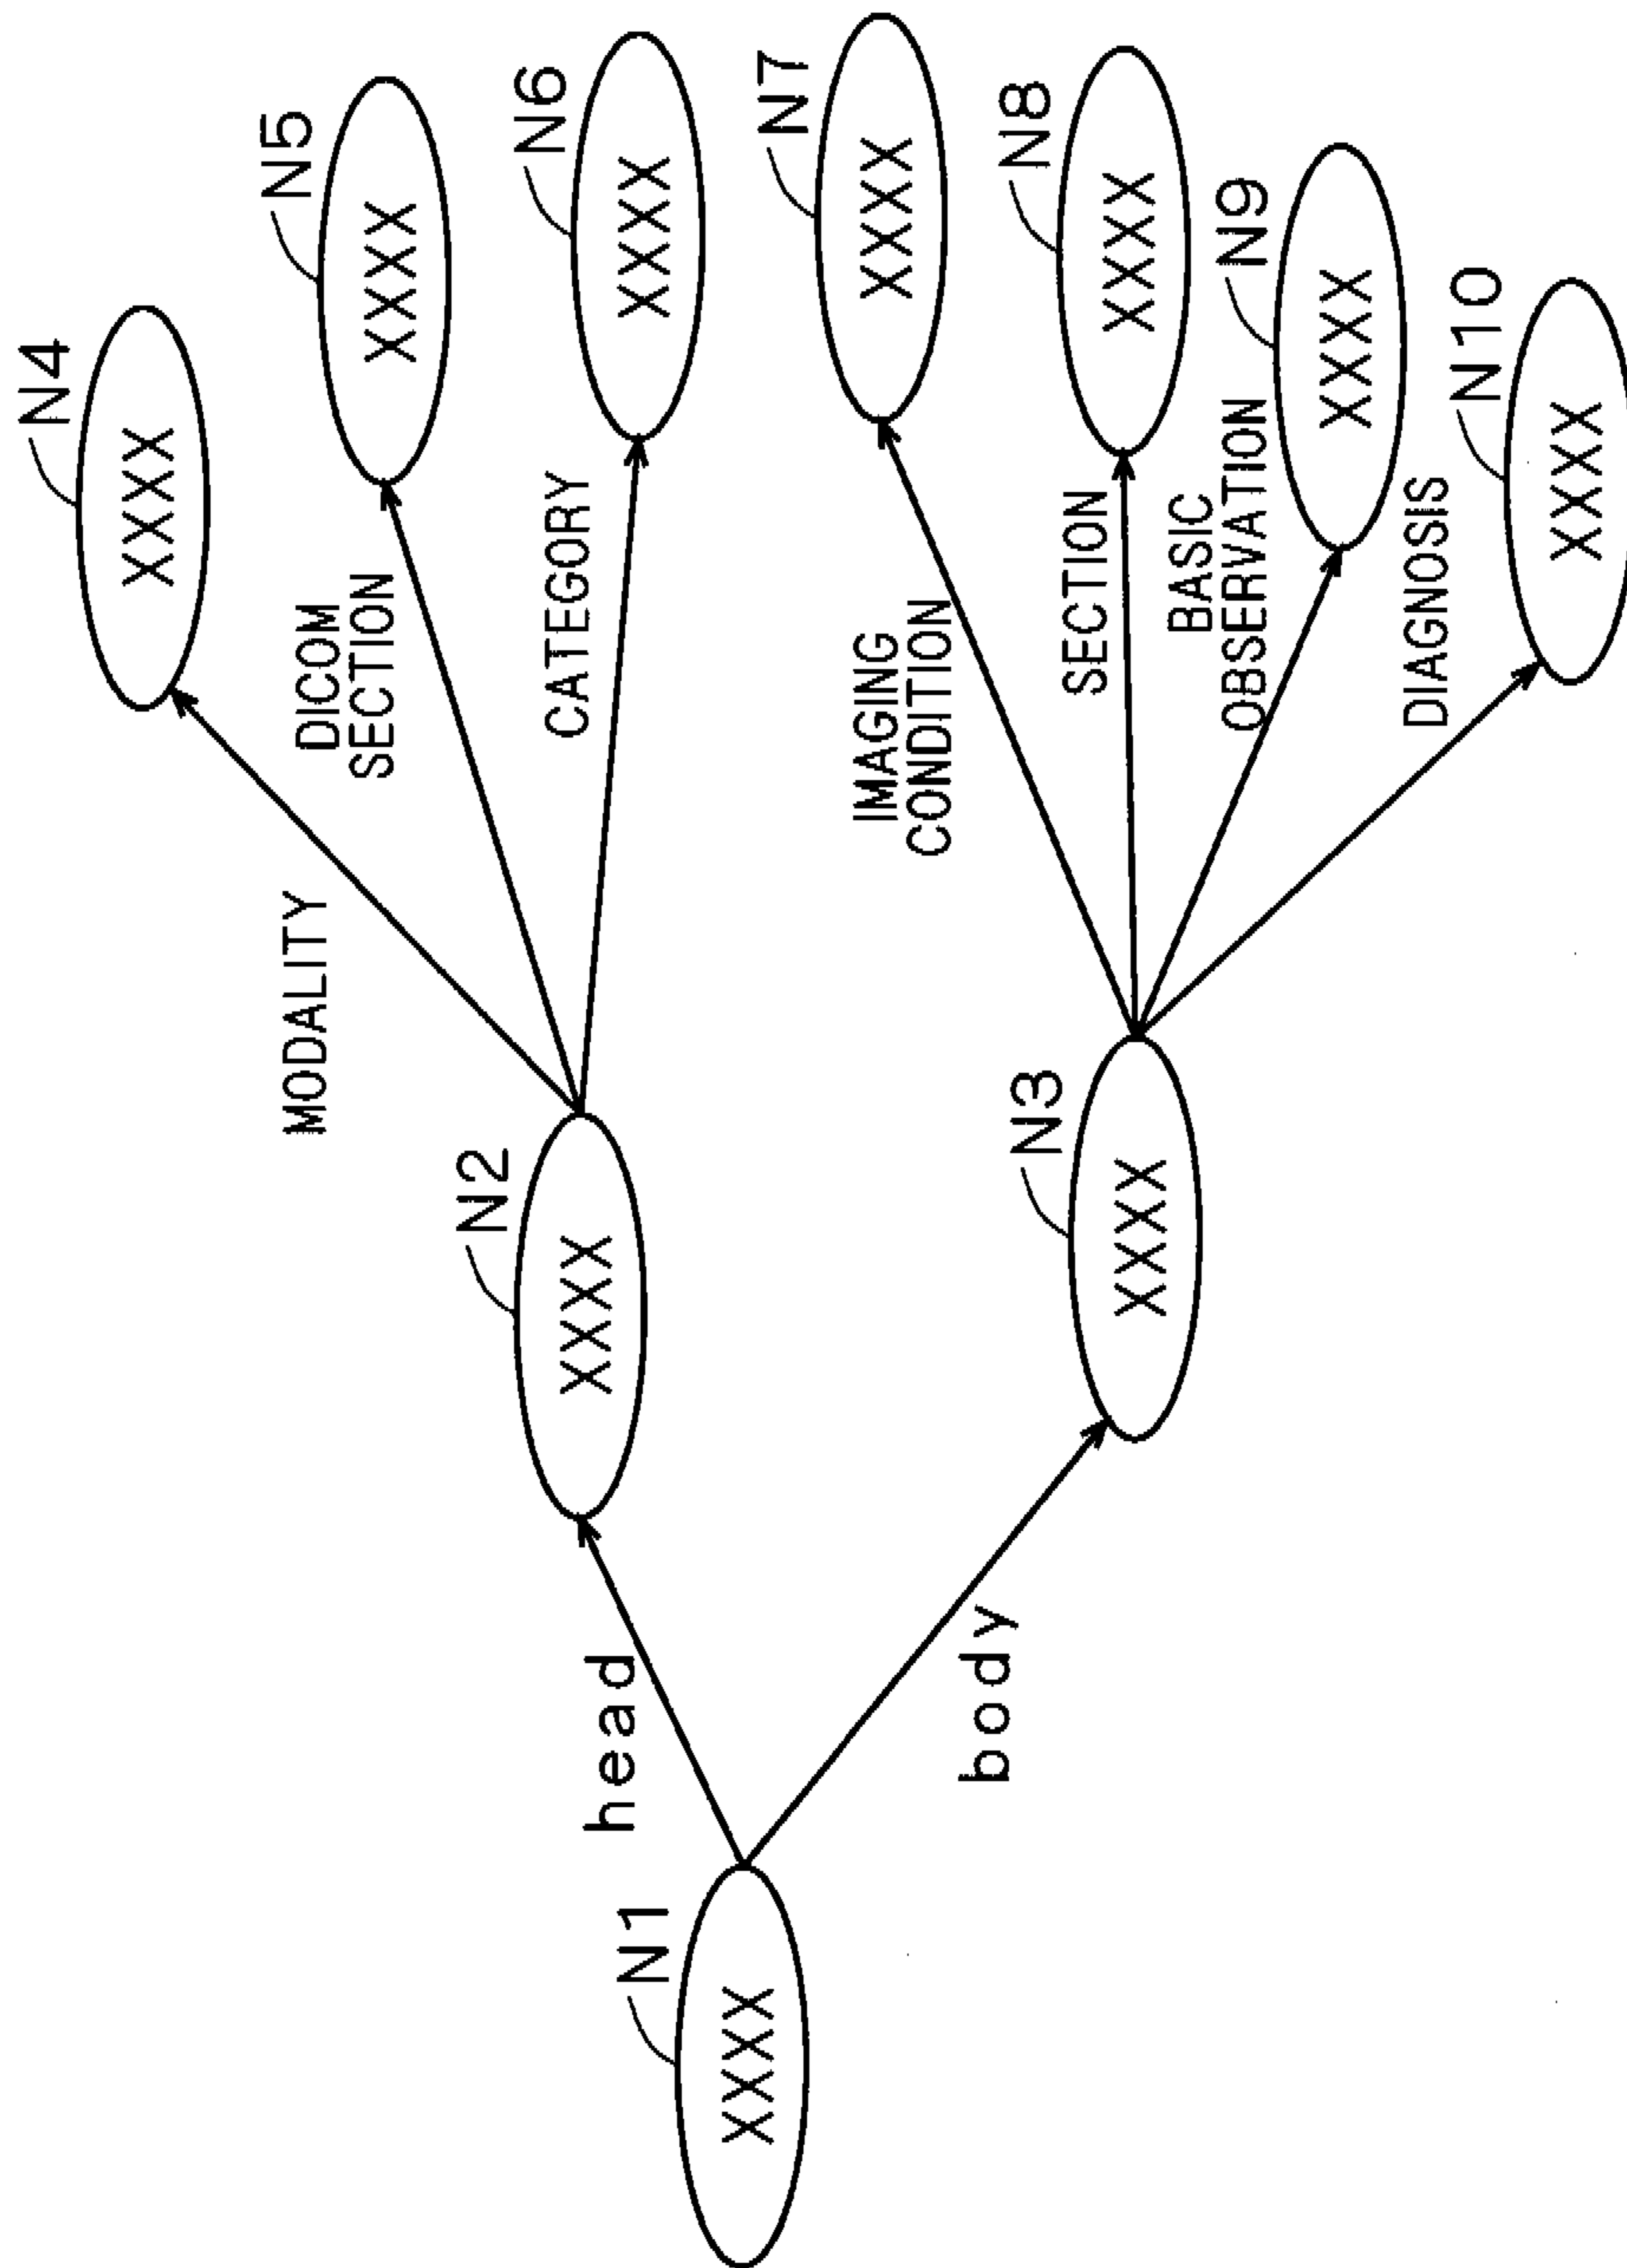 N4
XXXX
MODALITY
N5
XXXX
DICOM
SECTION
N2
XXXX
N6
XXXX
CATEGORY
head
N1
XXXX
body
N7
XXXX
IMAGING
CONDITION
N3
XXXX
N8
XXXX
SECTION
N9
XXXX
BASIC
OBSERVATION
N10
XXXX
DIAGNOSIS